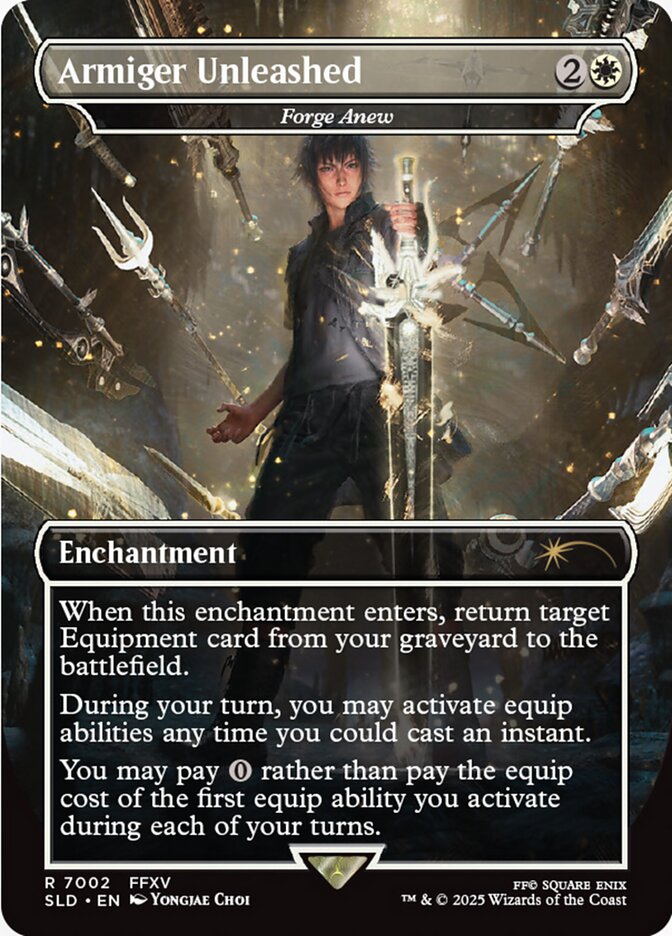 Armiger Unleashed 2
Forge Anew
Enchantment
When this enchantment enters, return target
Equipment card from your graveyard to the
battlefield.
During your turn, you may activate equip
abilities any time you could cast an instant.
You may pay 0 rather than pay the equip
cost of the first equip ability you activate
during each of your turns.
R 7002 FFXV
SLD • EN Yongjae Choi
FF© SQUARE ENIX
™ & © 2025 Wizards of the Coast